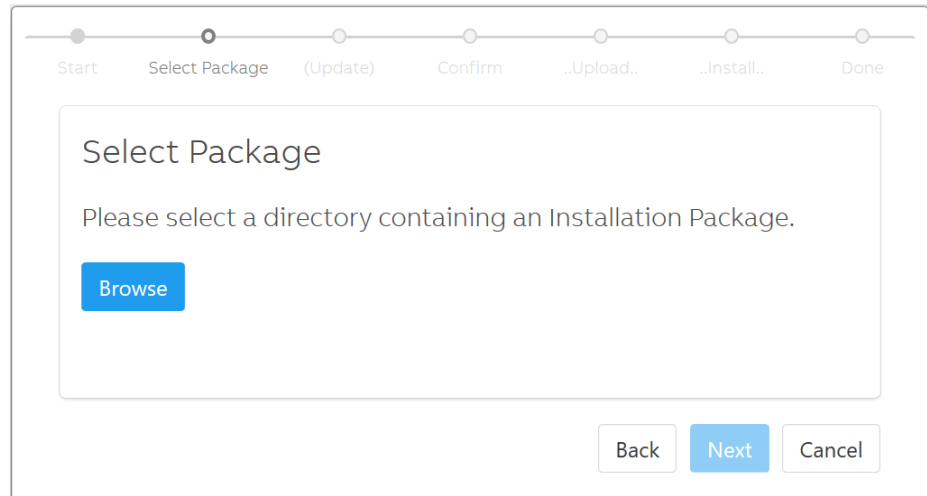 Start Select Package (Update) Confirm ..Upload.. ..Install.. Done
Select Package
Please select a directory containing an Installation Package.
Browse
Back Next Cancel